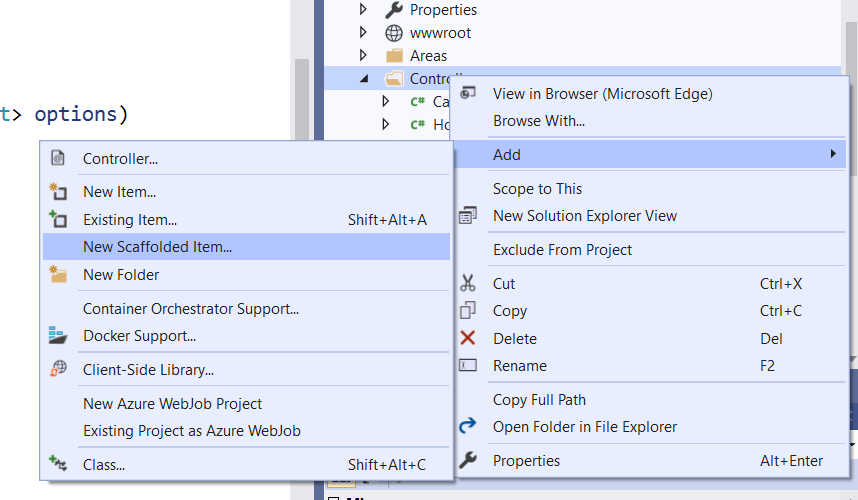 Properties
wwwroot
Areas
Control
C# Ca
C# Ho
t> options)
View in Browser (Microsoft Edge)
Browse With...
Add
Scope to This
New Solution Explorer View
Exclude From Project
Cut Ctrl+X
Copy Ctrl+C
Delete Del
Rename F2
Copy Full Path
Open Folder in File Explorer
Properties Alt+Enter
Controller...
New Item...
Existing Item... Shift+Alt+A
New Scaffolded Item...
New Folder
Container Orchestrator Support...
Docker Support...
Client-Side Library...
New Azure WebJob Project
Existing Project as Azure WebJob
Class... Shift+Alt+C